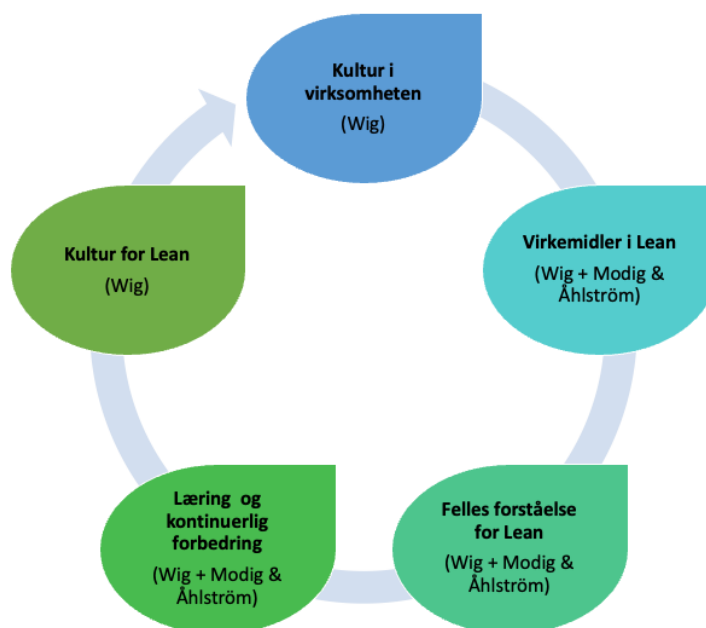 Kultur i
virksomheten
(Wig)
Virkemidler i Lean
(Wig + Modig &
Åhlström)
Felles forståelse
for Lean
(Wig + Modig &
Åhlström)
Læring og
kontinuerlig
forbedring
(Wig + Modig &
Åhlström)
Kultur for Lean
(Wig)